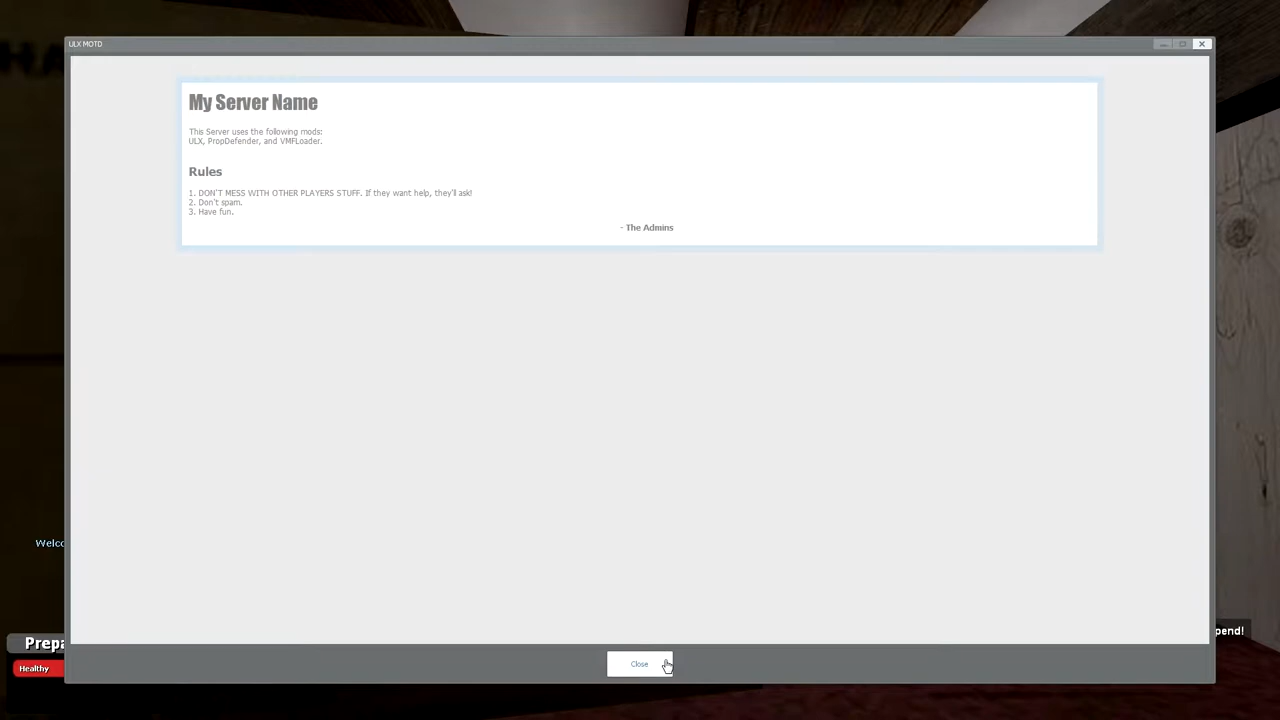 ULX MOTD
My Server Name
This Server uses the following mods:
ULX, PropDefender, and VMFLoader.
Rules
1. DON'T MESS WITH OTHER PLAYERS STUFF. If they want help, they'll ask!
2. Don't spam.
3. Have fun.
- The Admins
Welco
pend!
Prepa
Healthy
Close